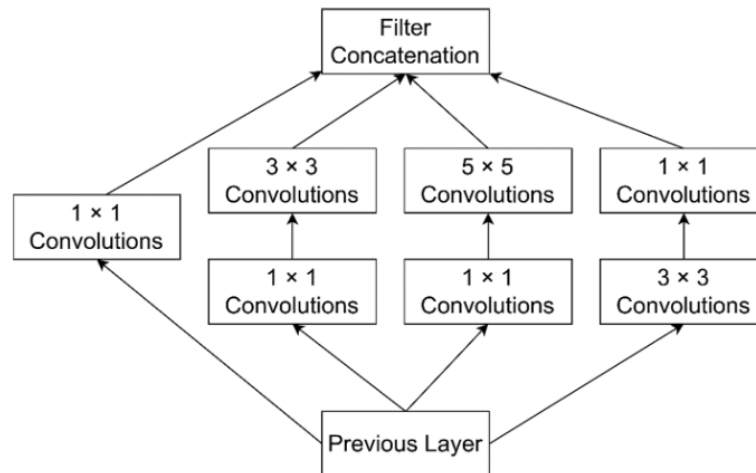 Filter
Concatenation
3 × 3
Convolutions
5 × 5
Convolutions
1 × 1
Convolutions
1 × 1
Convolutions
1 × 1
Convolutions
1 × 1
Convolutions
3 × 3
Convolutions
Previous Layer